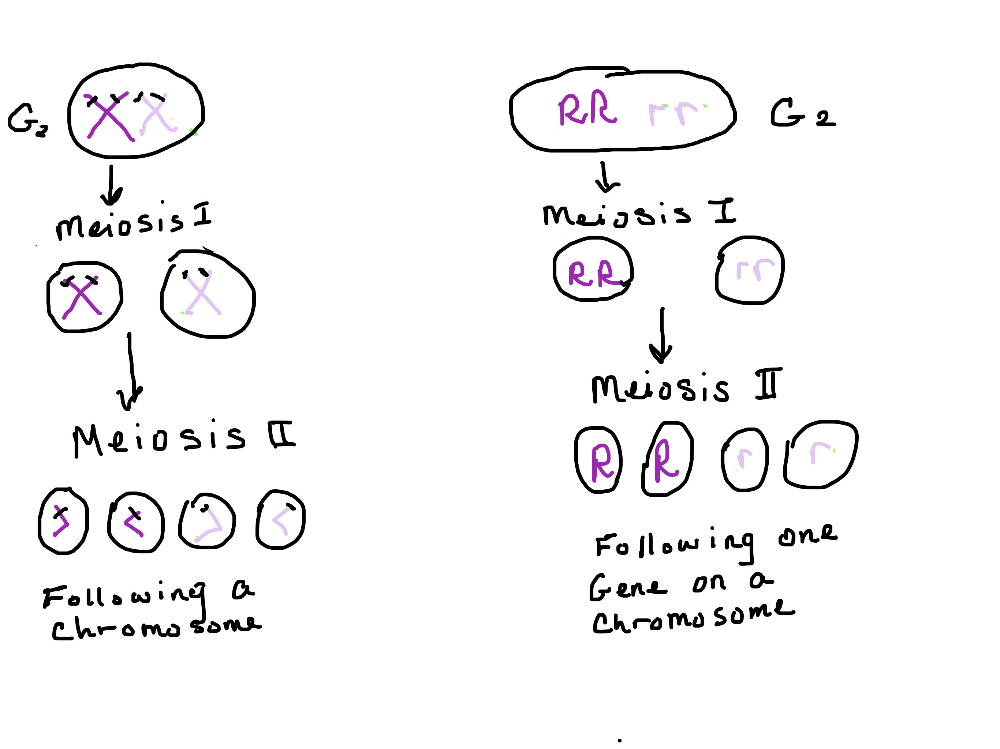 G2
Meiosis I
Meiosis II
Following a
Chromosome
RR rr G2
Meiosis I
RR rr
Meiosis II
R R r r
Following one
Gene on a
Chromosome